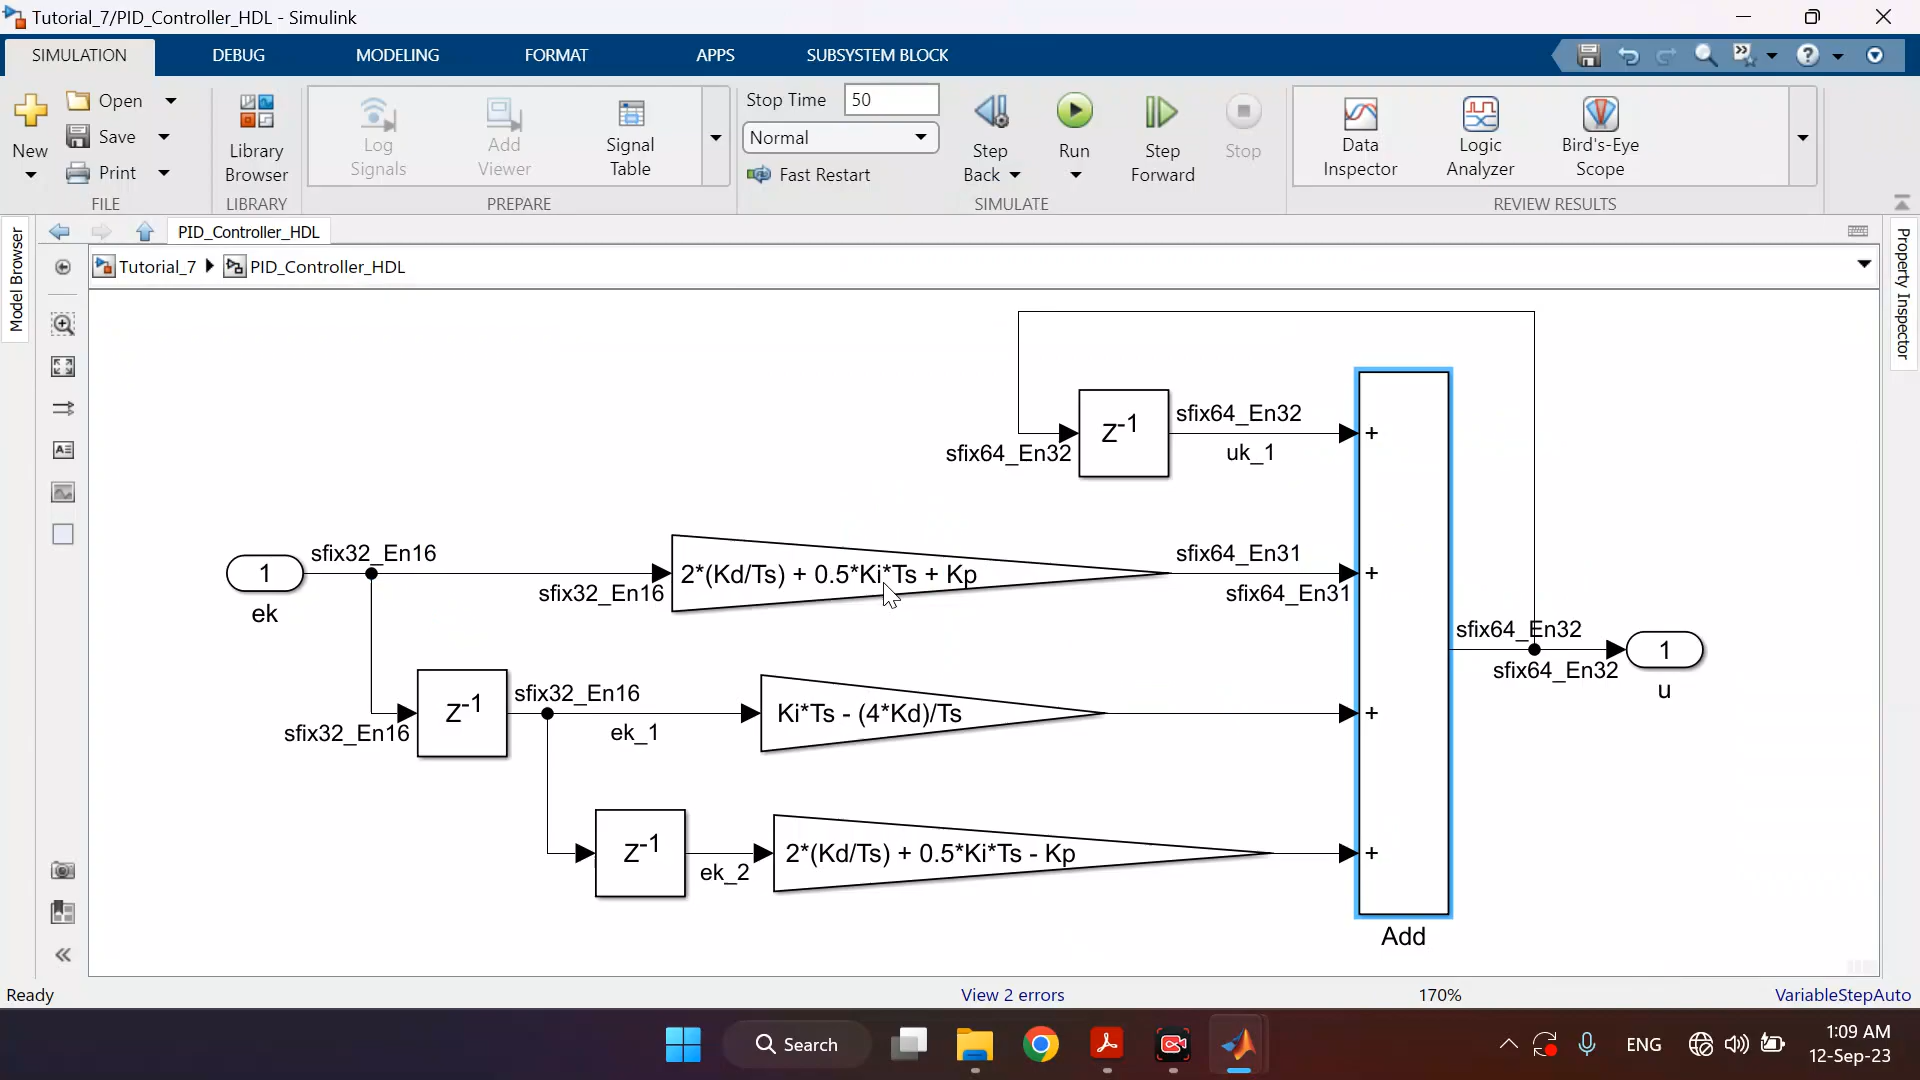 Tutorial_7/PID_Controller_HDL - Simulink
SIMULATION DEBUG MODELING FORMAT APPS SUBSYSTEM BLOCK
New
Open
Save
Print
FILE
Library Browser
LIBRARY
Log Signals
Add Viewer
Signal Table
PREPARE
Stop Time 50
Normal
Fast Restart
Step Back
Run
Step Forward
Stop
SIMULATE
Data Inspector
Logic Analyzer
Bird's-Eye Scope
REVIEW RESULTS
Model Browser
PID_Controller_HDL
Tutorial_7 PID_Controller_HDL
Property Inspector
Z-1
sfix64_En32
sfix64_En32
uk_1
+
1
ek
sfix32_En16
sfix32_En16
2*(Kd/Ts) + 0.5*Ki*Ts + Kp
sfix64_En31
sfix64_En31
+
sfix64_En32
sfix64_En32
1
u
sfix32_En16
Z-1
sfix32_En16
ek_1
Ki*Ts - (4*Kd)/Ts
+
Z-1
ek_2
2*(Kd/Ts) + 0.5*Ki*Ts - Kp
+
Add
Ready
View 2 errors
170%
VariableStepAuto
Search
ENG
1:09 AM
12-Sep-23